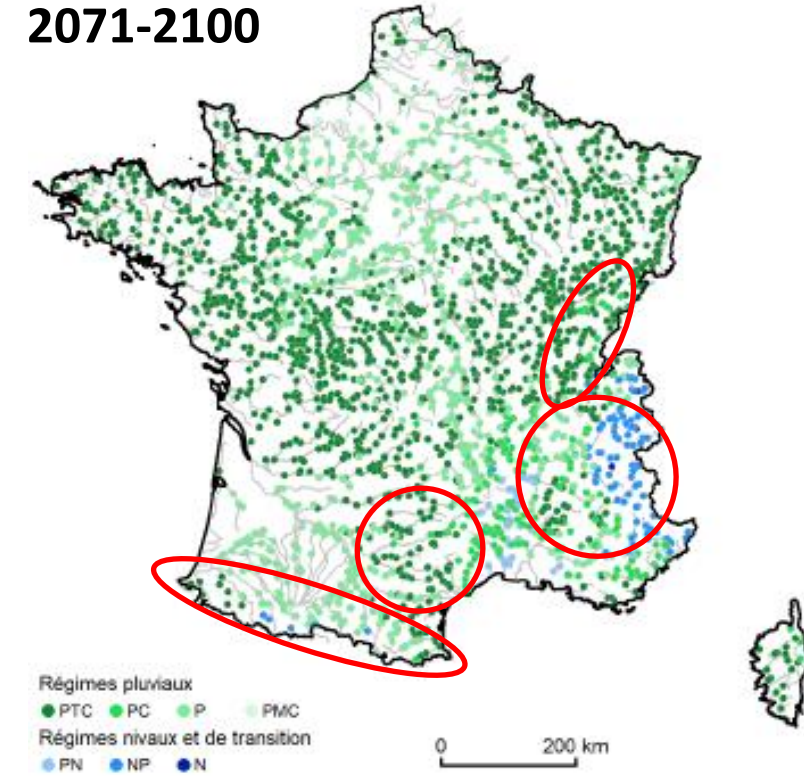 2071-2100
Régimes pluviaux
PTC PC P PMC
Régimes nivaux et de transition
PN NP N
0 200 km